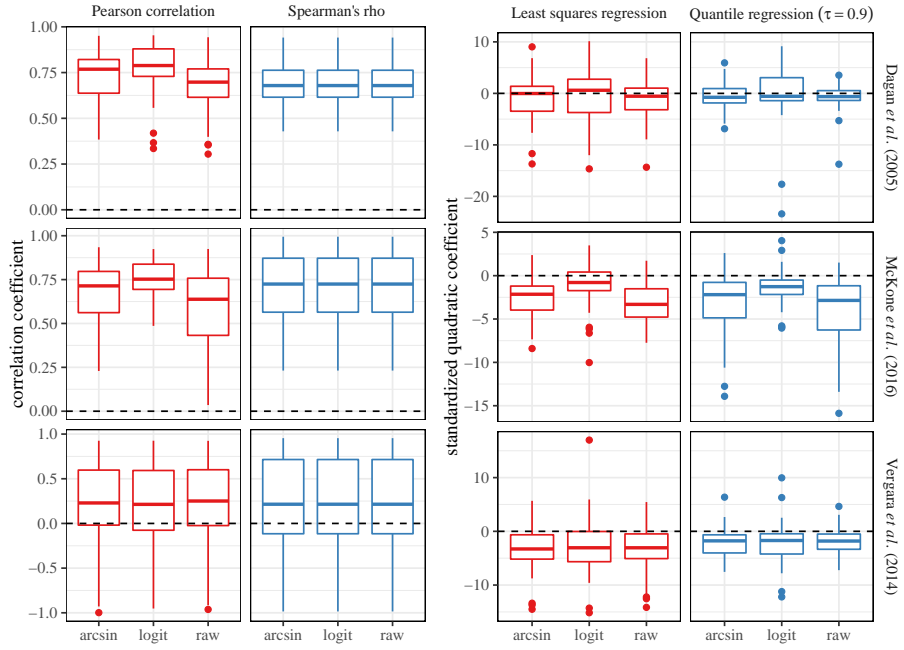 Pearson correlation
Spearman's rho
Least squares regression
Quantile regression (τ = 0.9)
correlation coefficient
1.00
0.75
0.50
0.25
0.00
1.00
0.75
0.50
0.25
0.00
1.0
0.5
0.0
−0.5
−1.0
arcsin
logit
raw
arcsin
logit
raw
standardized quadratic coefficient
10
0
−10
−20
5
0
−5
−10
−15
10
0
−10
arcsin
logit
raw
arcsin
logit
raw
Dagan et al. (2005)
McKone et al. (2016)
Vergara et al. (2014)